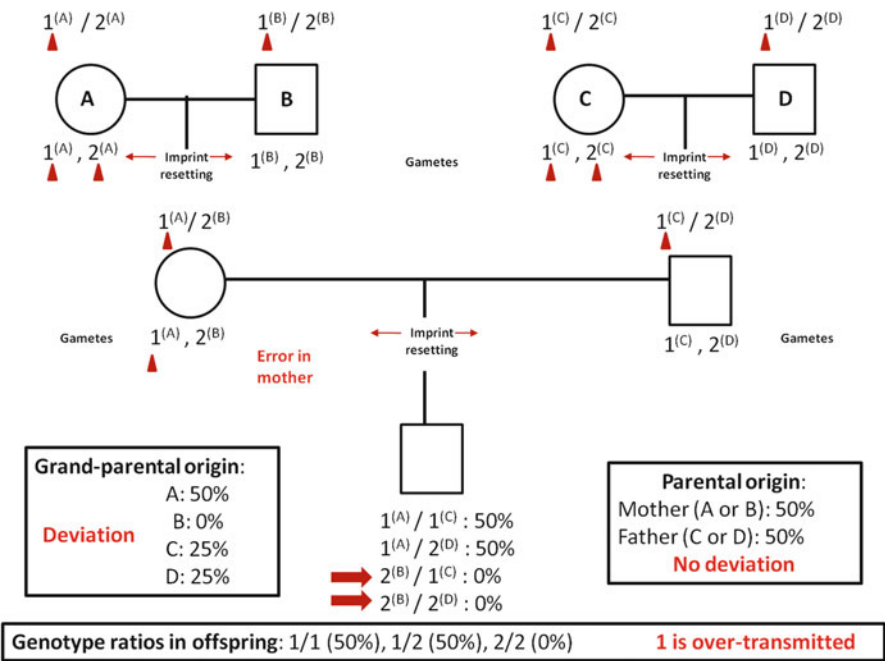 1(A) / 2(A)
1(B) / 2(B)
1(C) / 2(C)
1(D) / 2(D)
A
B
C
D
1(A) , 2(A)
Imprint
resetting
1(B) , 2(B)
Gametes
1(C) , 2(C)
Imprint
resetting
1(D) , 2(D)
1(A)/ 2(B)
1(C) / 2(D)
Gametes
1(A) , 2(B)
Error in
mother
Imprint
resetting
1(C) , 2(D)
Gametes
Grand-parental origin:
A: 50%
B: 0%
Deviation
C: 25%
D: 25%
1(A) / 1(C) : 50%
1(A) / 2(D) : 50%
2(B) / 1(C) : 0%
2(B) / 2(D) : 0%
Parental origin:
Mother (A or B): 50%
Father (C or D): 50%
No deviation
Genotype ratios in offspring: 1/1 (50%), 1/2 (50%), 2/2 (0%) 1 is over-transmitted